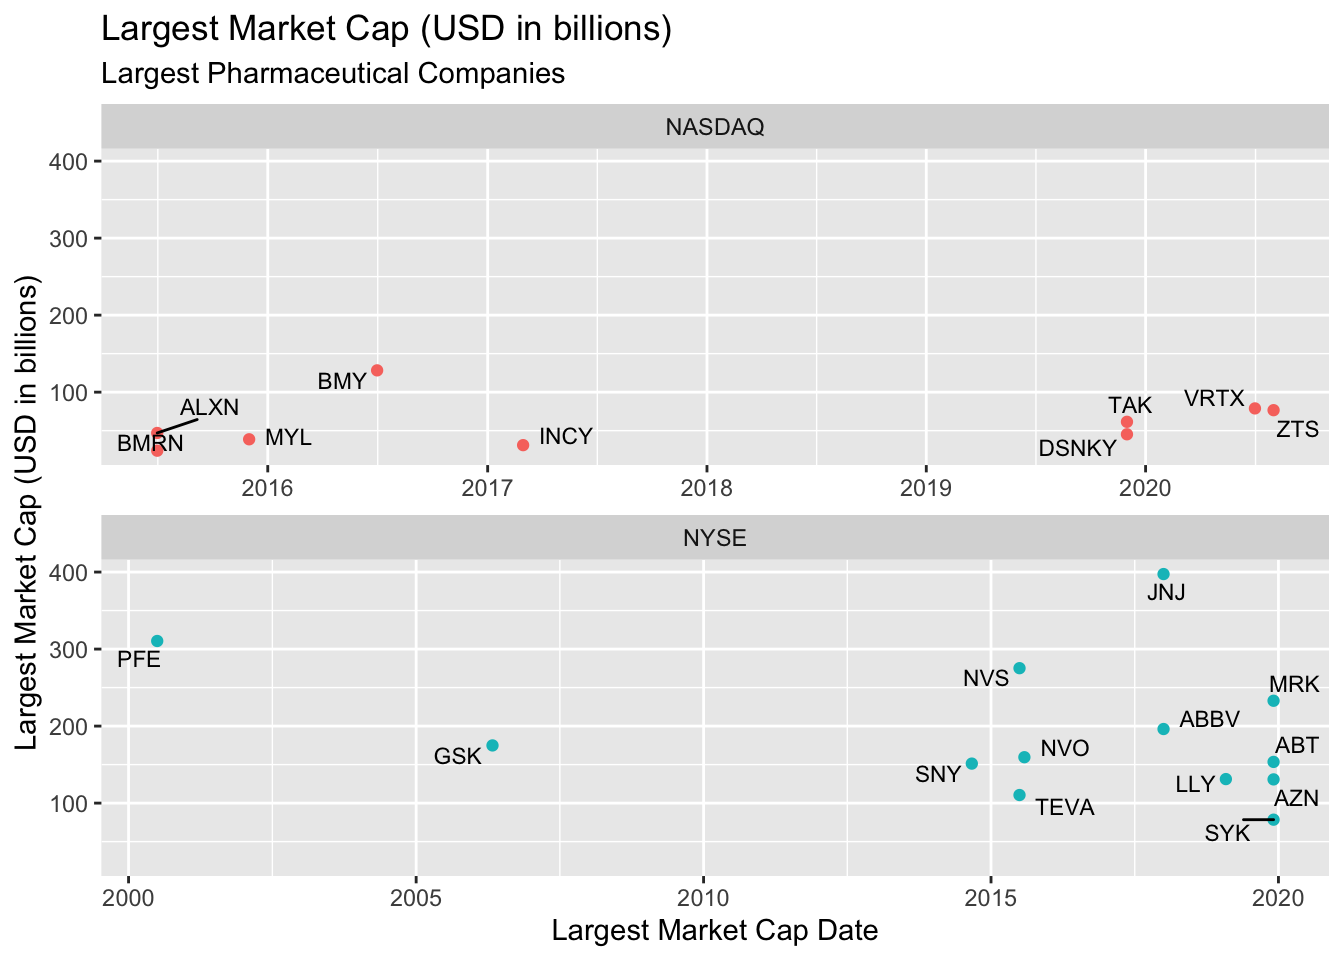 Largest Market Cap (USD in billions)
Largest Pharmaceutical Companies
Largest Market Cap (USD in billions)
NASDAQ
400
300
200
100
BMY
ALXN
BMRN
MYL
INCY
TAK
DSNKY
VRTX
ZTS
2016
2017
2018
2019
2020
NYSE
400
300
200
100
JNJ
PFE
NVS
MRK
ABBV
GSK
NVO
ABT
SNY
LLY
TEVA
AZN
SYK
2000
2005
2010
2015
2020
Largest Market Cap Date